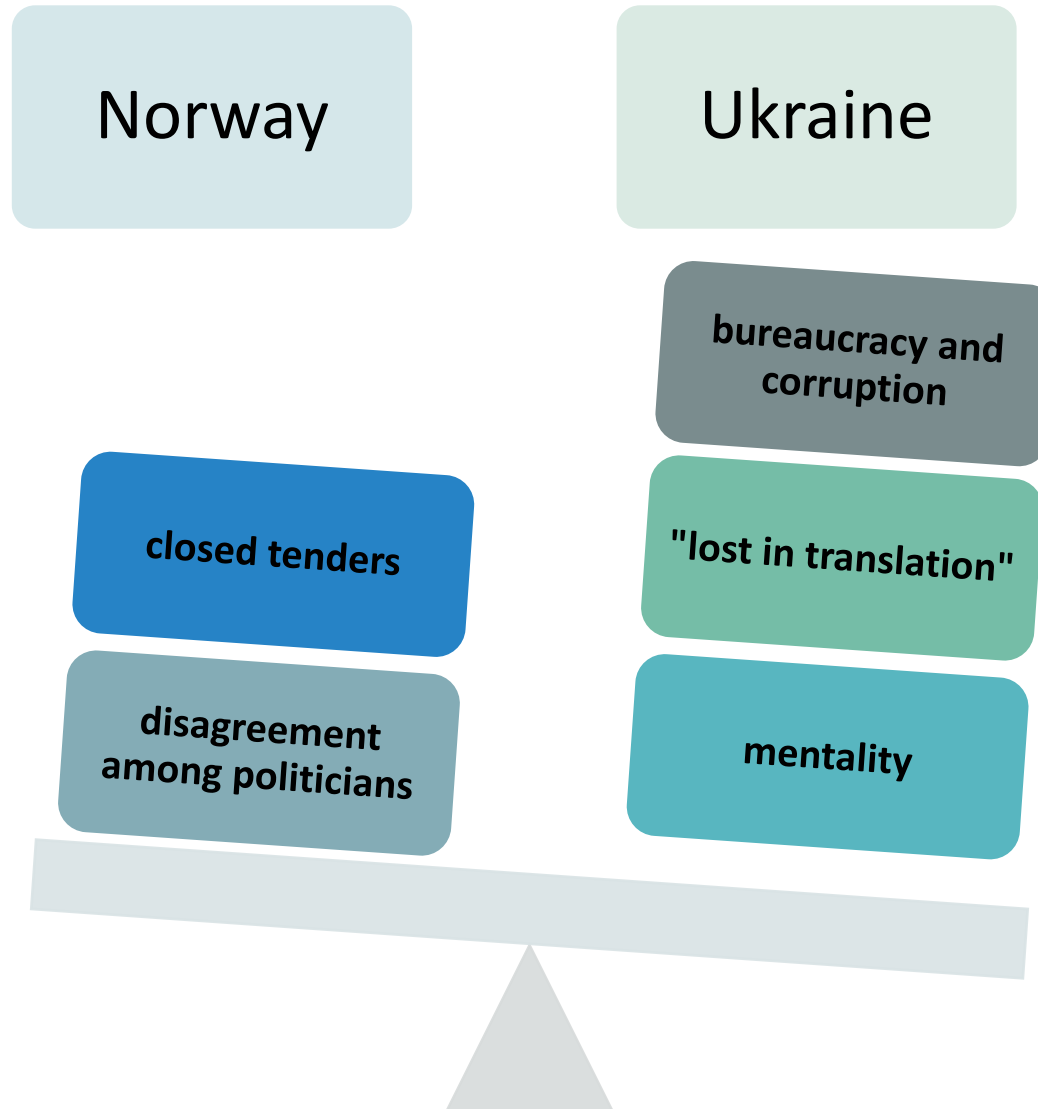 Norway
Ukraine
bureaucracy and
corruption
closed tenders
"lost in translation"
disagreement
among politicians
mentality